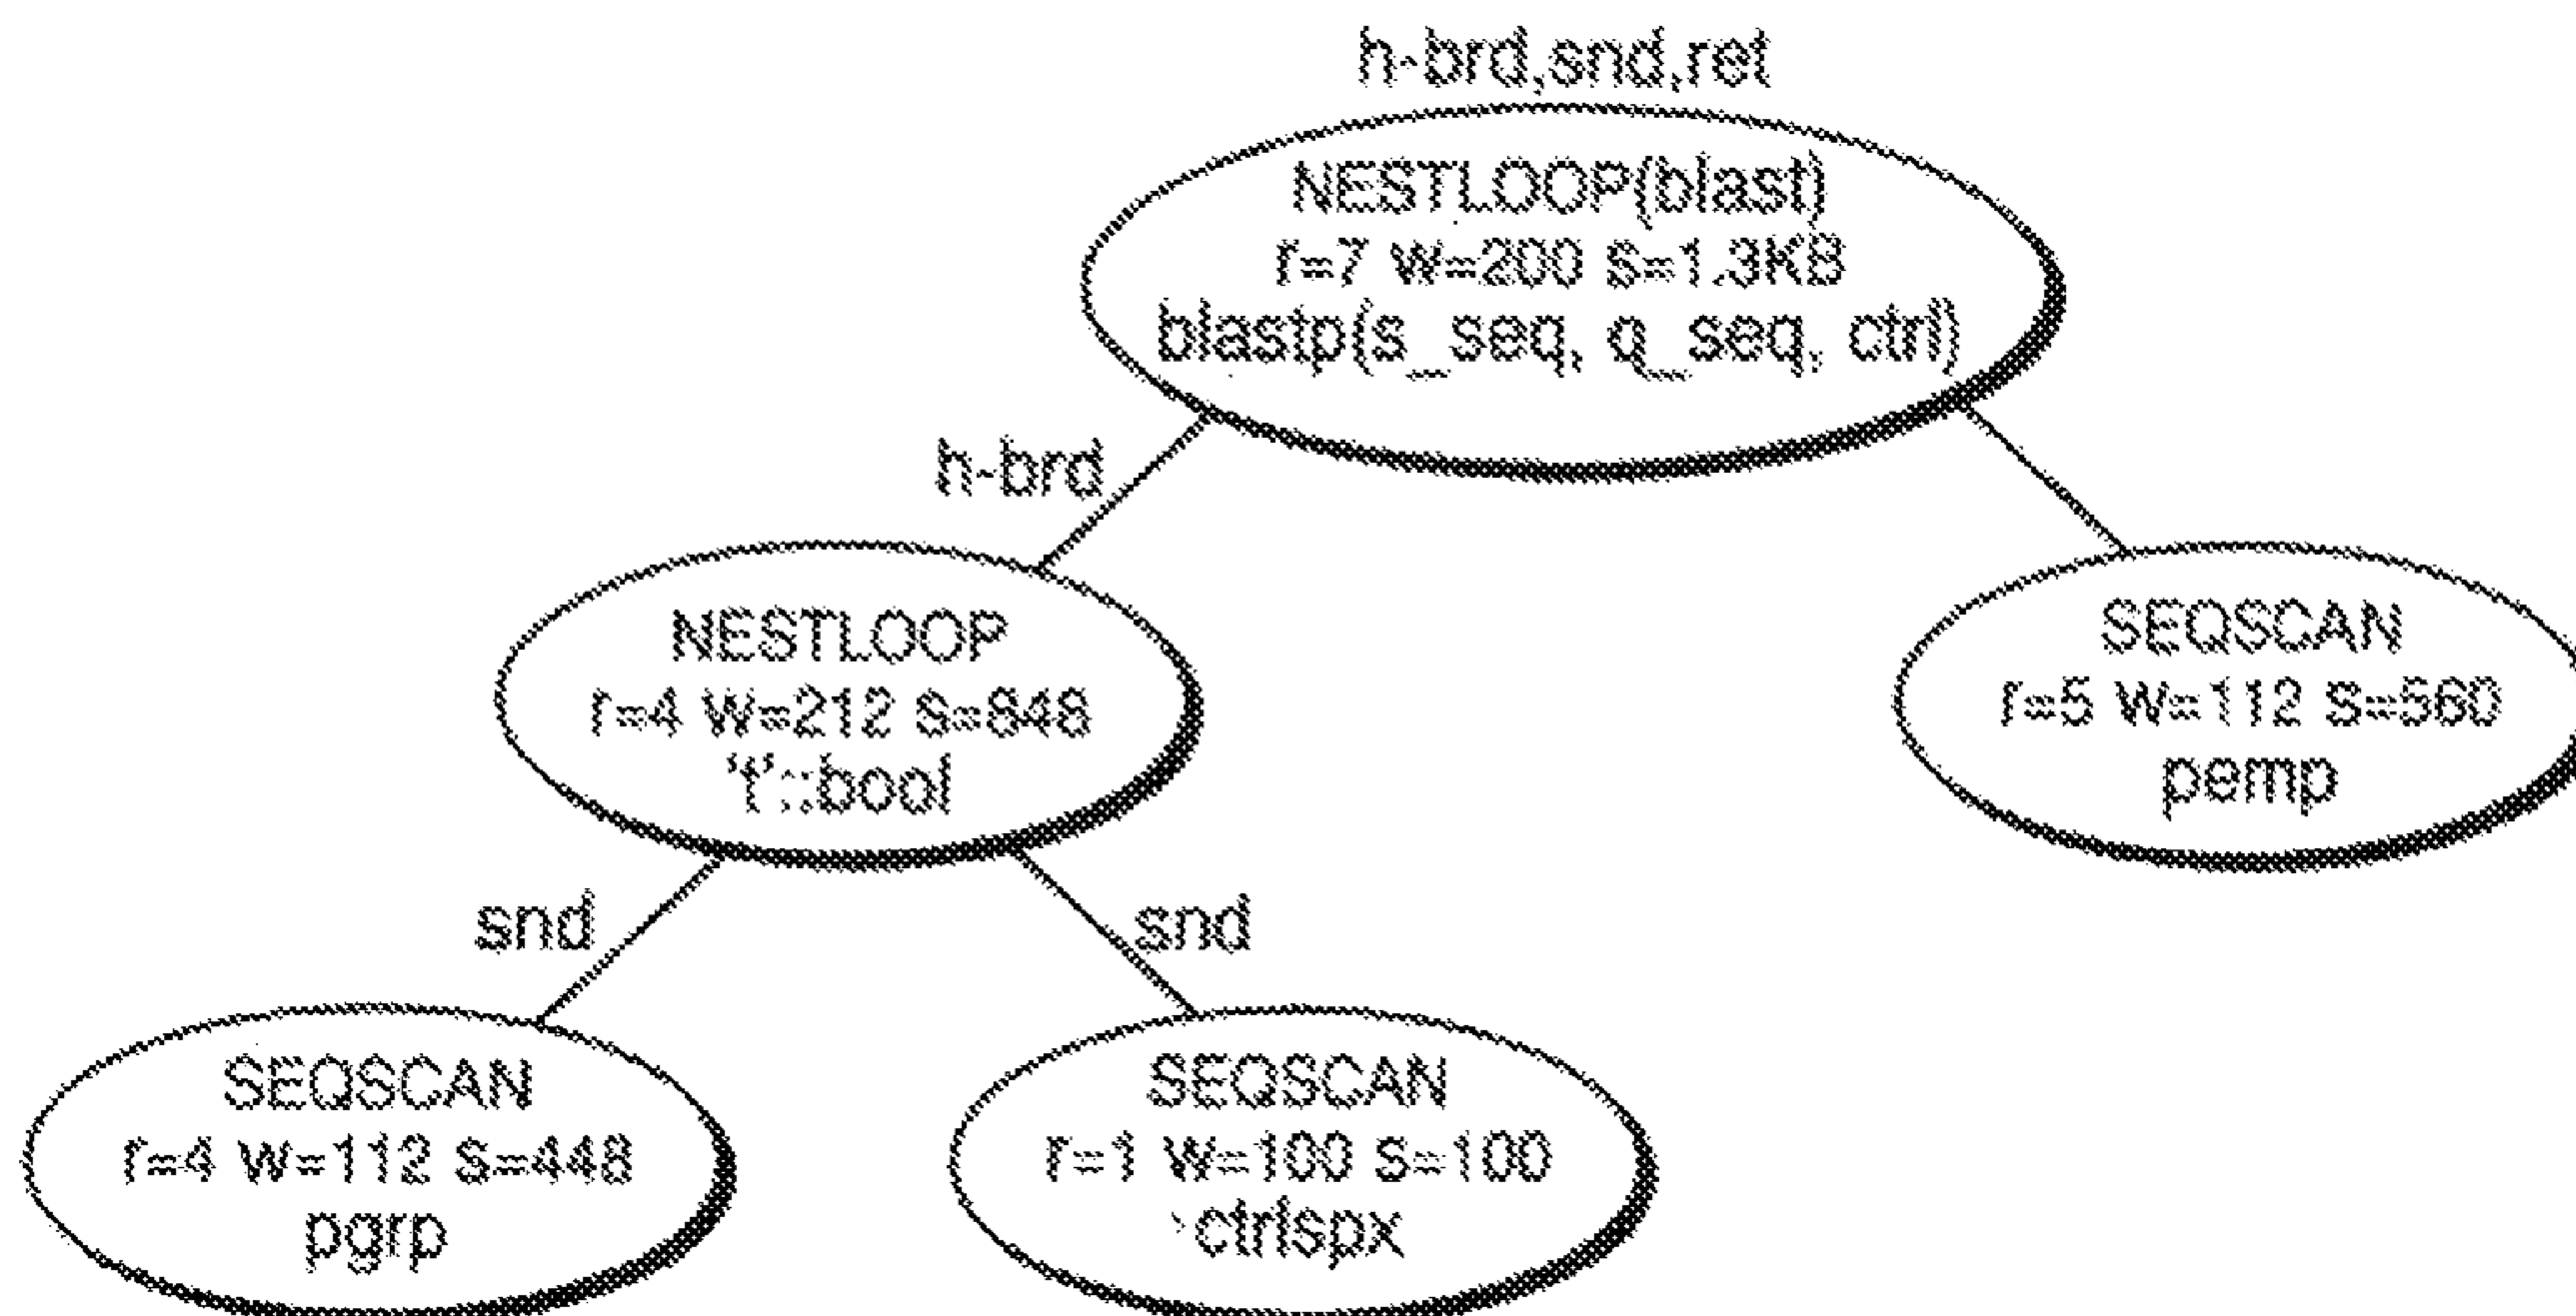 h-brd,snd,ret
NESTLOOP(blast)
r=7 w=200 s=1.3KB
blastp(s_seq, q_seq, ctrl)
h-brd
NESTLOOP
r=4 w=212 s=848
't'::bool
SEQSCAN
r=5 w=112 s=560
pemp
snd
snd
SEQSCAN
r=4 w=112 s=448
pgrp
SEQSCAN
r=1 w=100 s=100
ctrlspx